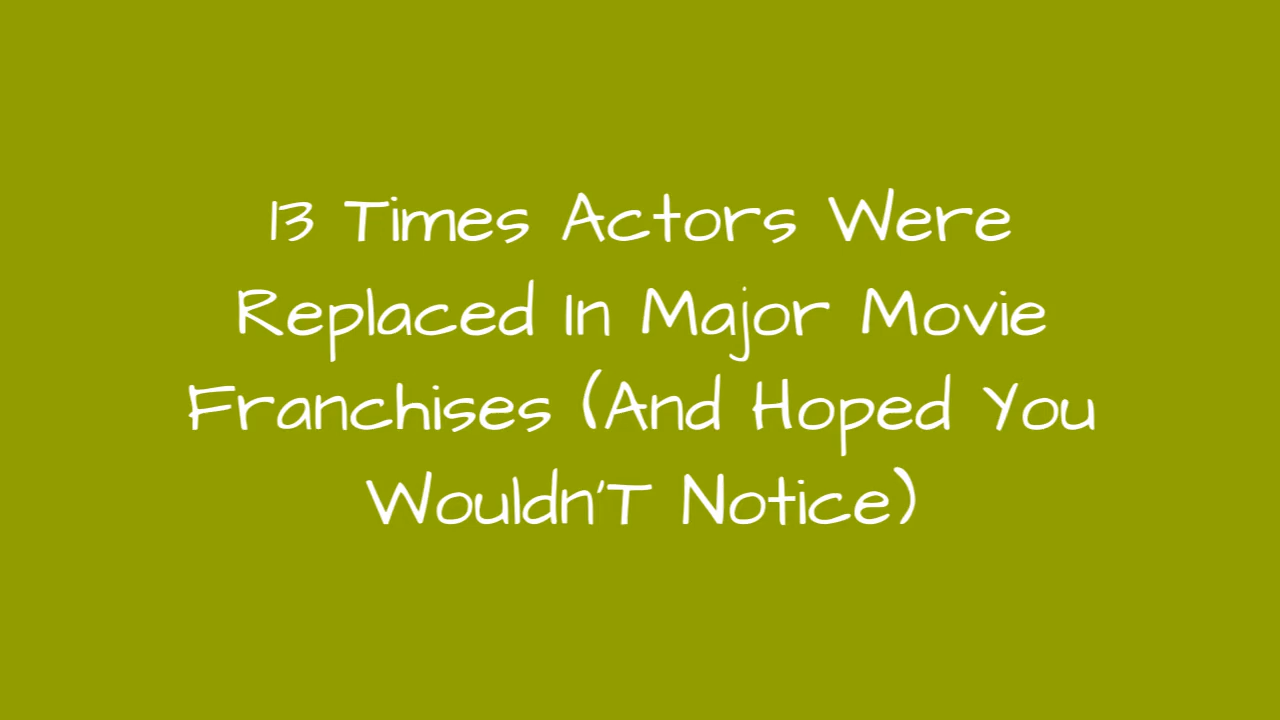 13 Times Actors Were
Replaced In Major Movie
Franchises (And Hoped You
Wouldn'T Notice)